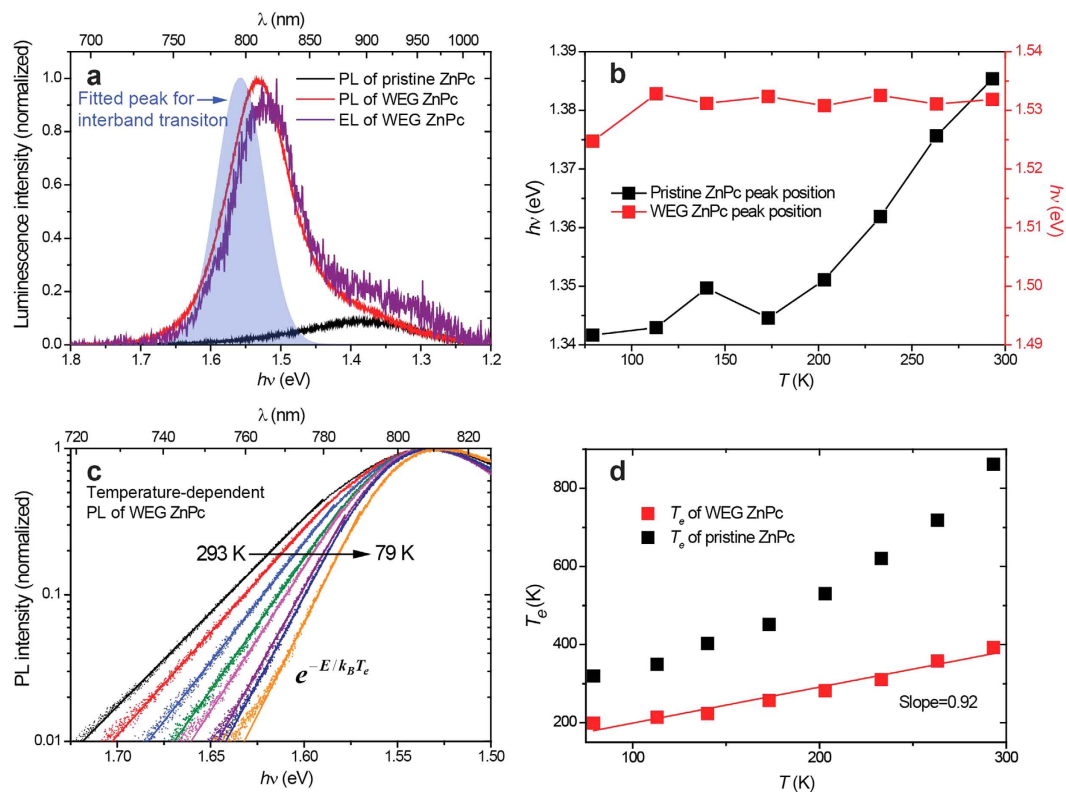 λ (nm)
700 750 800 850 900 950 1000
a
PL of pristine ZnPc
PL of WEG ZnPc
EL of WEG ZnPc
Fitted peak for
interband transiton
Luminescence intensity (normalized)
1.0
0.8
0.6
0.4
0.2
0.0
1.8 1.7 1.6 1.5 1.4 1.3 1.2
hν (eV)
b
1.39
1.38
1.37
1.36
1.35
1.34
hν (eV)
Pristine ZnPc peak position
WEG ZnPc peak position
1.54
1.53
1.52
1.51
1.50
1.49
hν (eV)
100 150 200 250 300
T (K)
λ (nm)
720 740 760 780 800 820
c
Temperature-dependent
PL of WEG ZnPc
293 K 79 K
e^{-E/k_BT_e}
PL intensity (normalized)
1
0.1
0.01
1.70 1.65 1.60 1.55 1.50
hν (eV)
d
T_e of WEG ZnPc
T_e of pristine ZnPc
Slope=0.92
T_e (K)
800
600
400
200
100 150 200 250 300
T (K)